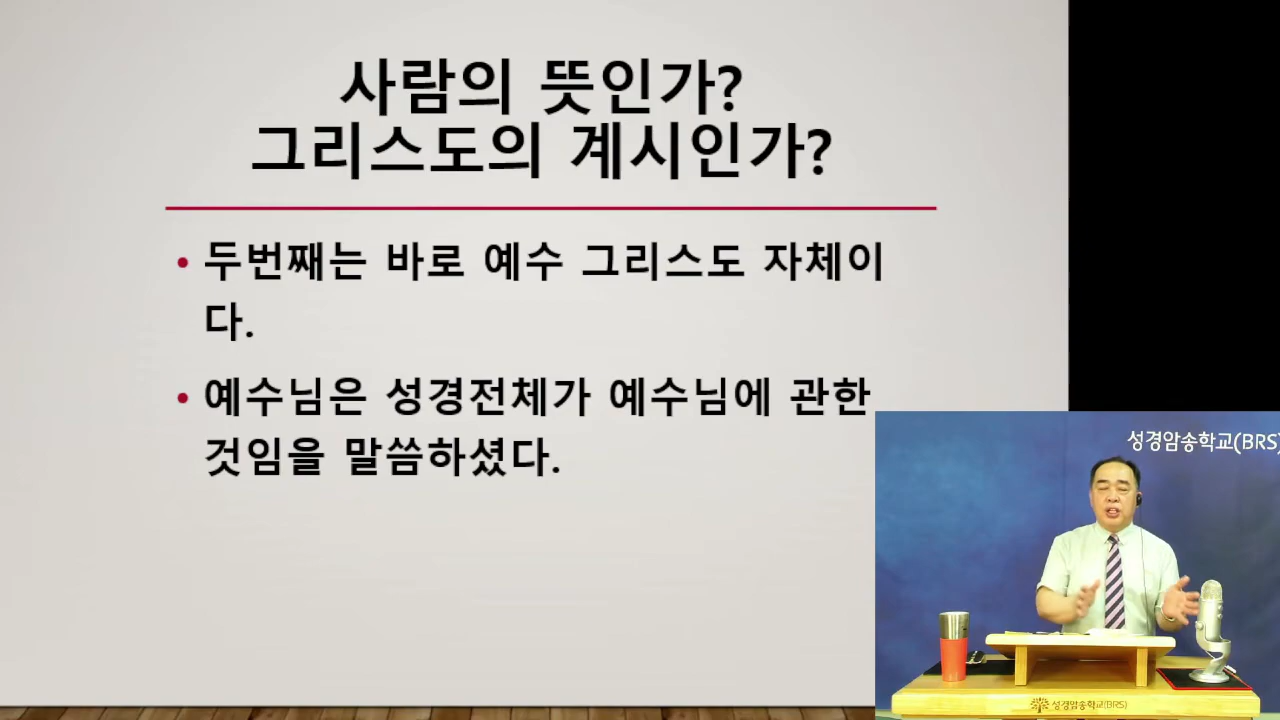 사람의 뜻인가?
그리스도의 계시인가?
• 두번째는 바로 예수 그리스도 자체이
다.
• 예수님은 성경전체가 예수님에 관한
것임을 말씀하셨다.
성경암송학교(BRS)
성경암송학교(BRS)